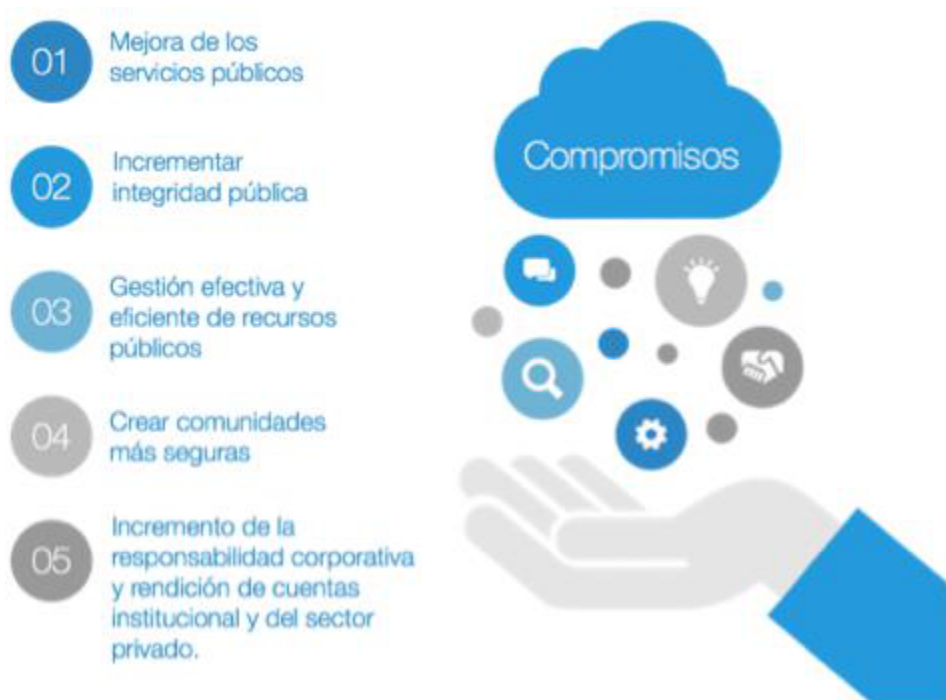 01
Mejora de los
servicios públicos
02
Incrementar
integridad pública
03
Gestión efectiva y
eficiente de recursos
públicos
04
Crear comunidades
más seguras
05
Incremento de la
responsabilidad corporativa
y rendición de cuentas
institucional y del sector
privado.
Compromisos